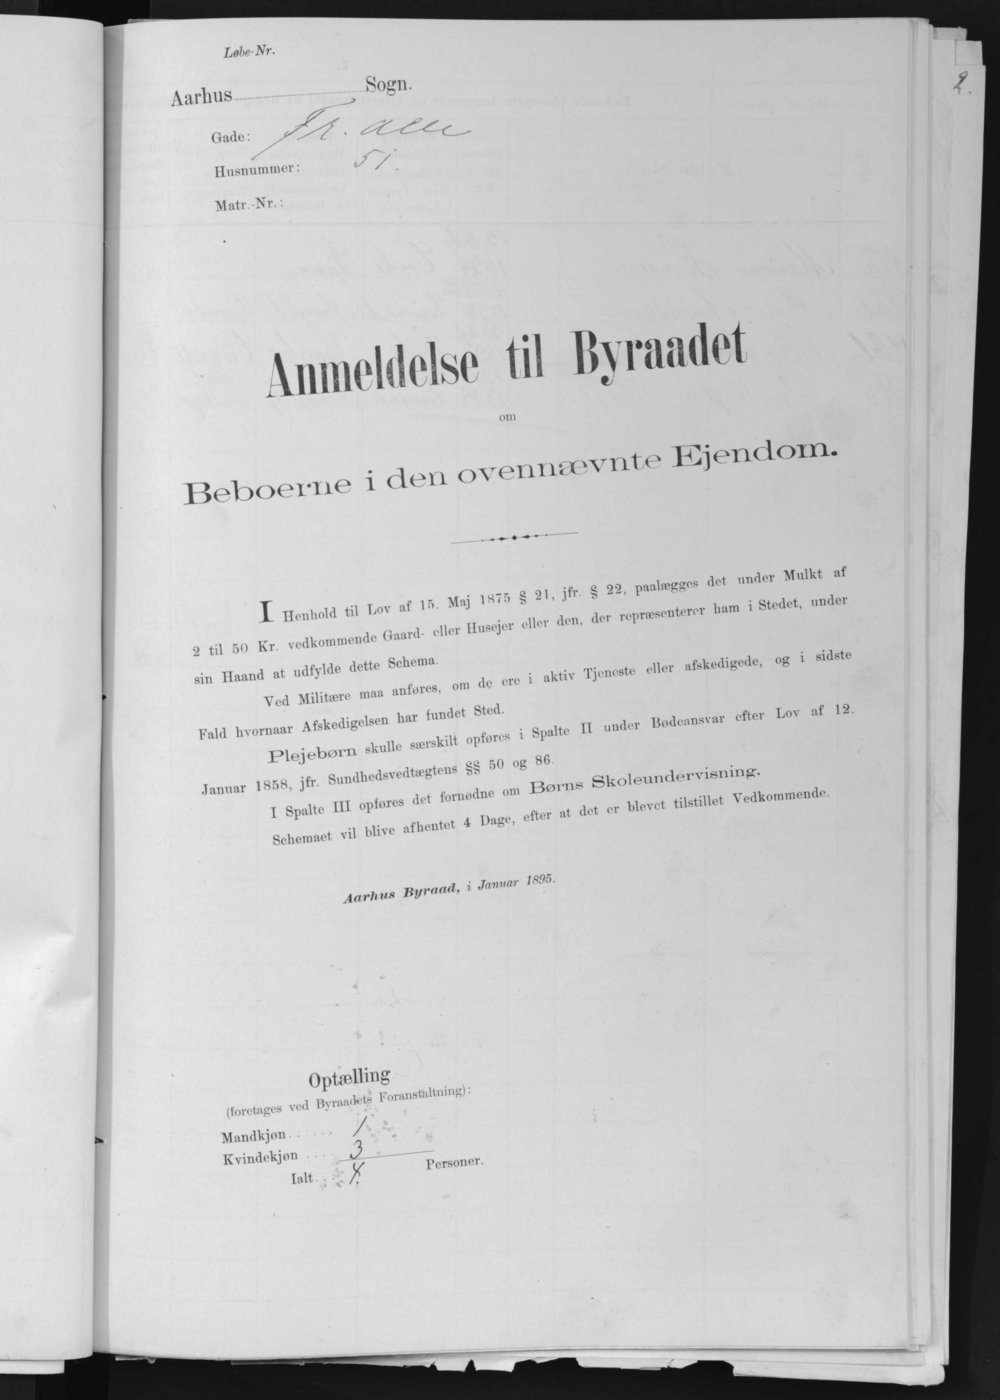 2.
Løbe-Nr.
Aarhus Sogn.
Gade: Fr. alle
Husnummer: 51.
Matr.-Nr.:
Anmeldelse til Byraadet
om
Beboerne i den ovennævnte Ejendom.
I Henhold til Lov af 15. Maj 1875 § 21, jfr. § 22, paalægges det under Mulkt af
2 til 50 Kr. vedkommende Gaard- eller Husejer eller den, der repræsenterer ham i Stedet, under
sin Haand at udfylde dette Schema.
Ved Militære maa anføres, om de ere i aktiv Tjeneste eller afskedigede, og i sidste
Fald hvornaar Afskedigelsen har fundet Sted.
Plejebørn skulle særskilt opføres i Spalte II under Bødeansvar efter Lov af 12.
Januar 1858, jfr. Sundhedsvedtægtens §§ 50 og 86.
I Spalte III opføres det fornødne om Børns Skoleundervisning.
Schemaet vil blive afhentet 4 Dage, efter at det er blevet tilstillet Vedkommende.
Aarhus Byraad, i Januar 1895.
Optælling
(foretages ved Byraadets Foranstaltning):
Mandkjøn 1
Kvindekjøn 3
Ialt 4. Personer.